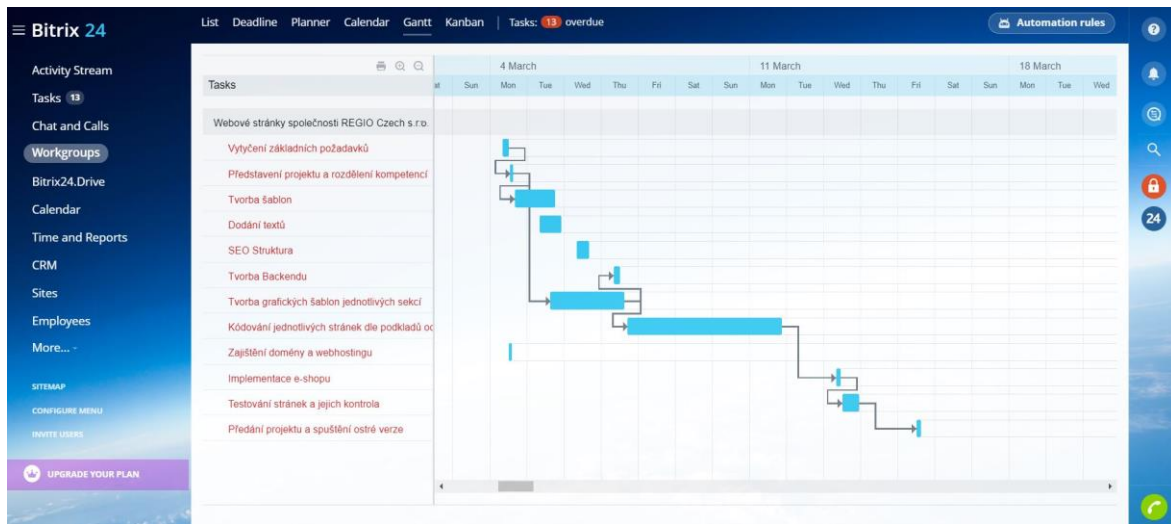 Bitrix 24
List Deadline Planner Calendar Gantt Kanban Tasks: 13 overdue
Automation rules
Activity Stream
Tasks 13
Chat and Calls
Workgroups
Bitrix24.Drive
Calendar
Time and Reports
CRM
Sites
Employees
More...
SITEMAP
CONFIGURE MENU
INVITE USERS
UPGRADE YOUR PLAN
4 March 11 March 18 March
Tasks
at Sun Mon Tue Wed Thu Fri Sat Sun Mon Tue Wed Thu Fri Sat Sun Mon Tue Wed
Webové stránky společnosti REGIO Czech s.r.o.
Vytyčení základních požadavků
Představení projektu a rozdělení kompetencí
Tvorba šablon
Dodání textů
SEO Struktura
Tvorba Backendu
Tvorba grafických šablon jednotlivých sekcí
Kódování jednotlivých stránek dle podkladů od
Zajištění domény a webhostingu
Implementace e-shopu
Testování stránek a jejich kontrola
Předání projektu a spuštění ostré verze
24